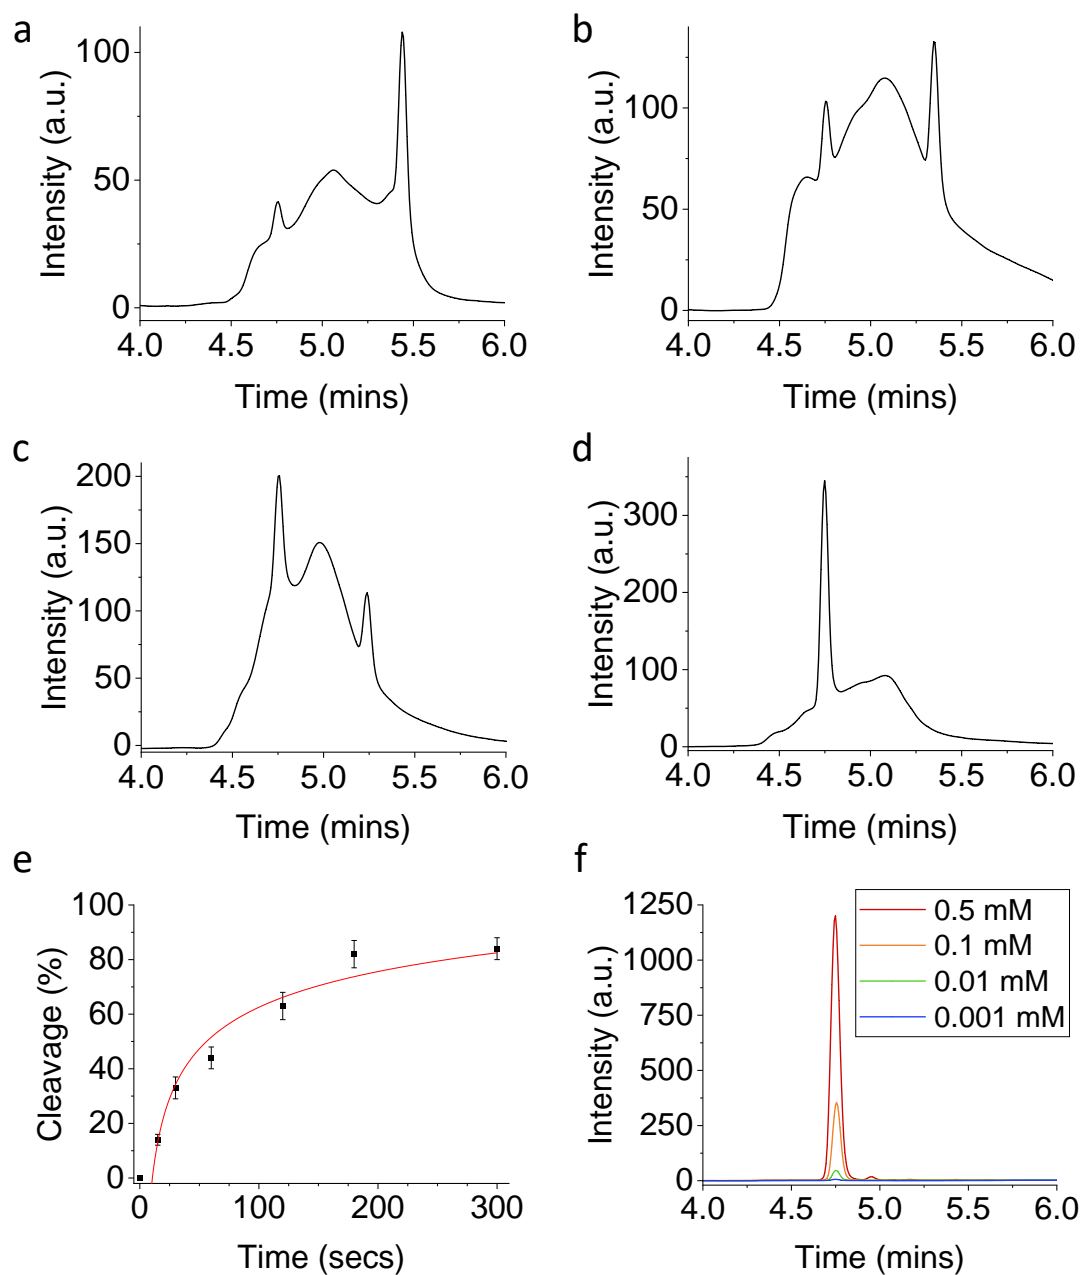 a
Intensity (a.u.)
100
50
0
4.0 4.5 5.0 5.5 6.0
Time (mins)
b
Intensity (a.u.)
100
50
0
4.0 4.5 5.0 5.5 6.0
Time (mins)
c
Intensity (a.u.)
200
150
100
50
0
4.0 4.5 5.0 5.5 6.0
Time (mins)
d
Intensity (a.u.)
300
200
100
0
4.0 4.5 5.0 5.5 6.0
Time (mins)
e
Cleavage (%)
100
80
60
40
20
0
0 100 200 300
Time (secs)
f
Intensity (a.u.)
1250
1000
750
500
250
0
0.5 mM
0.1 mM
0.01 mM
0.001 mM
4.0 4.5 5.0 5.5 6.0
Time (mins)